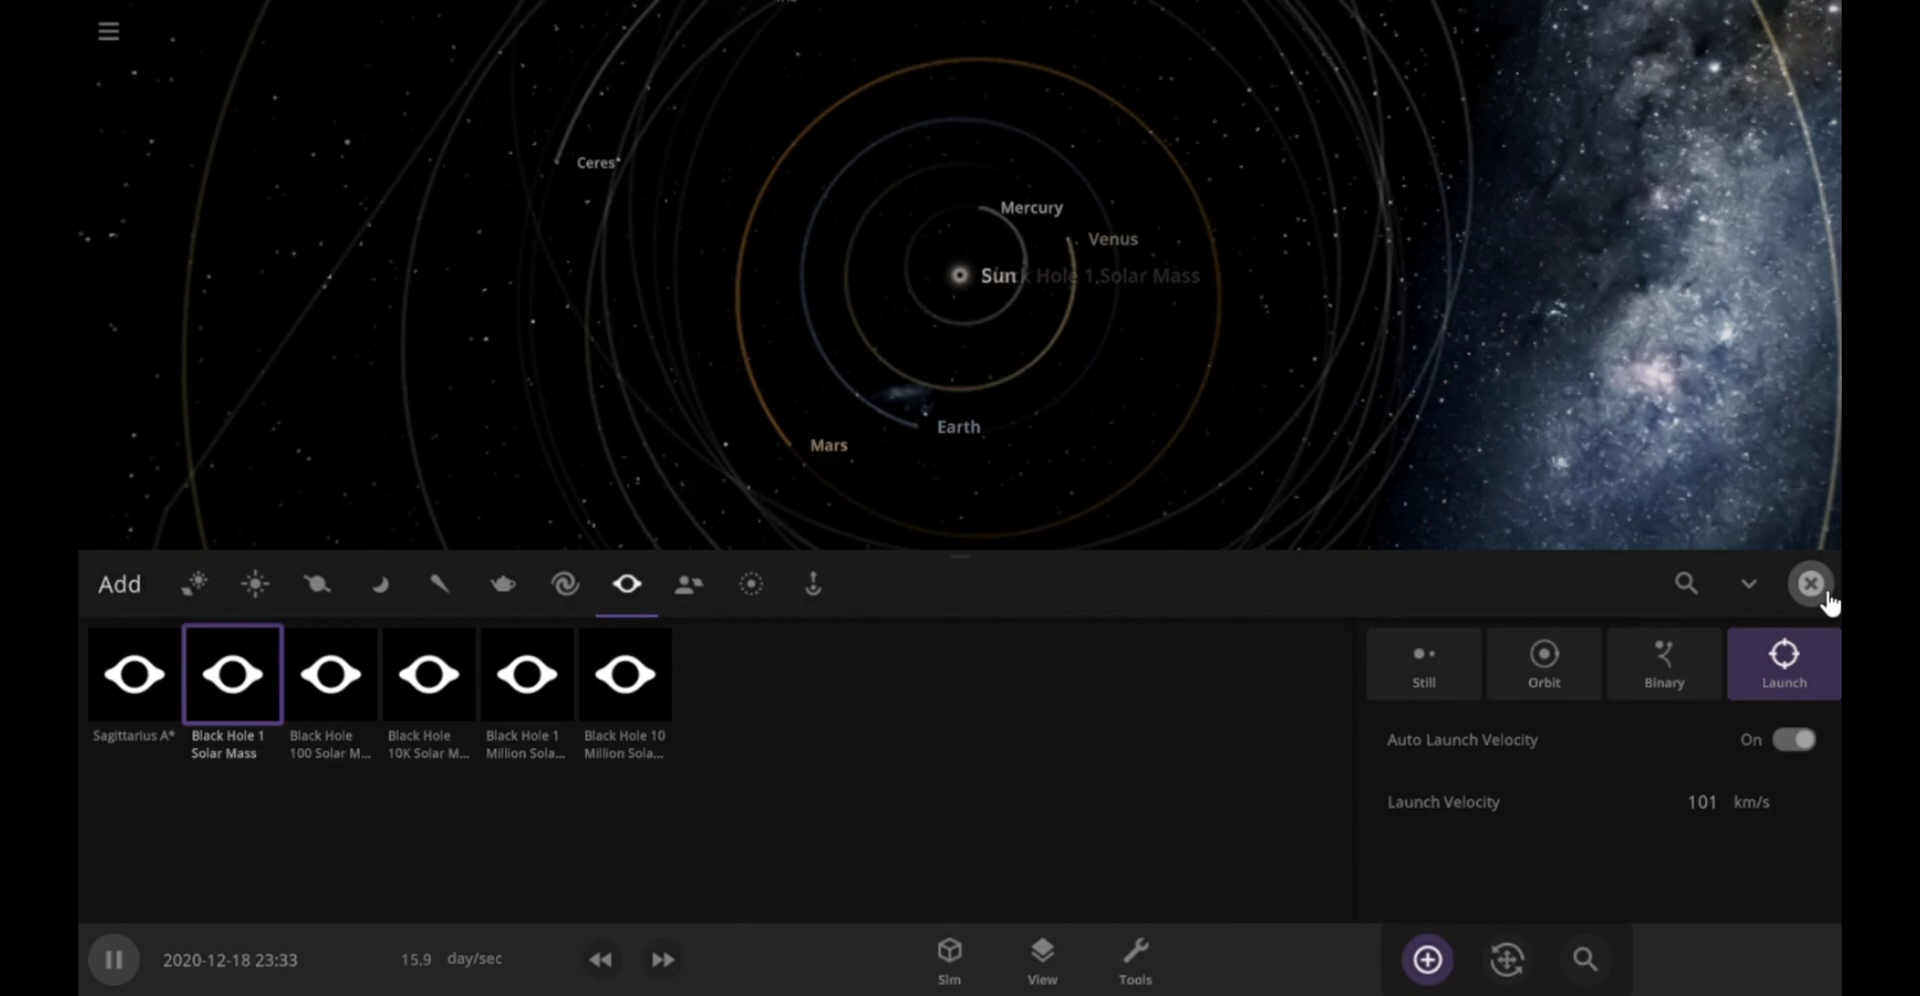 Ceres*
Mercury
Venus
Sun
k Hole 1 Solar Mass
Earth
Mars
Add
Sagittarius A*
Black Hole 1
Solar Mass
Black Hole
100 Solar M...
Black Hole
10K Solar M...
Black Hole 1
Million Sola...
Black Hole 10
Million Sola...
Still
Orbit
Binary
Launch
Auto Launch Velocity
On
Launch Velocity
101 km/s
2020-12-18 23:33
15.9 day/sec
Sim
View
Tools